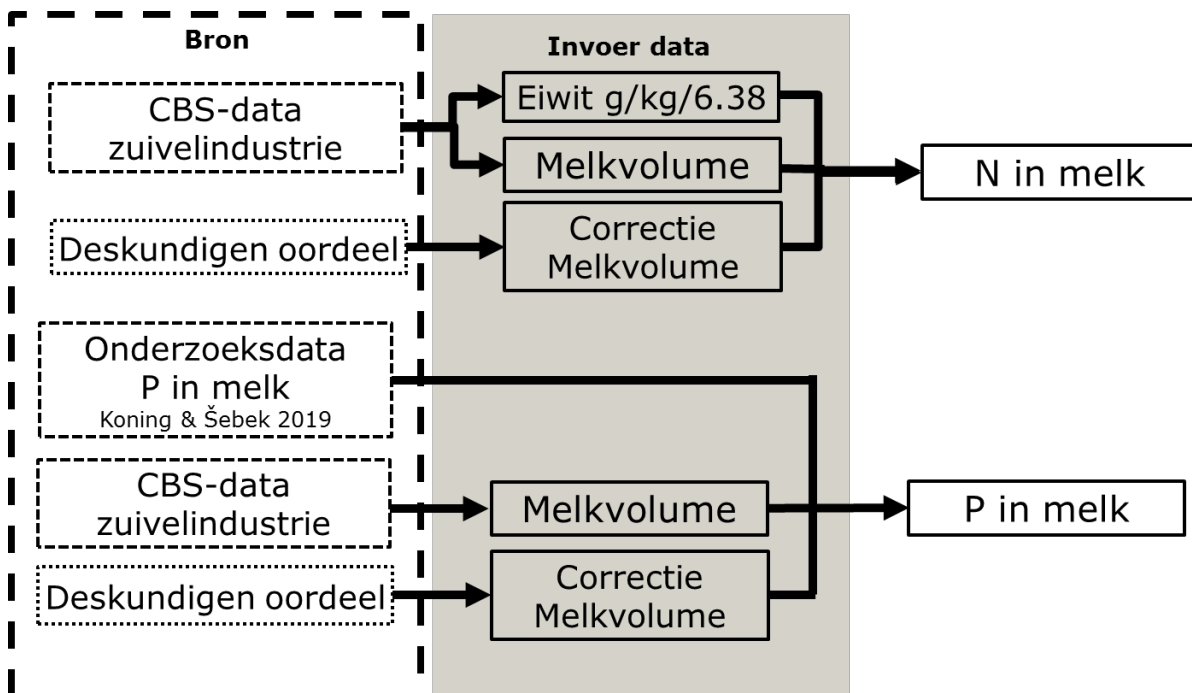 Bron
Invoer data
CBS-data
zuivelindustrie
Eiwit g/kg/6.38
Melkvolume
N in melk
Deskundigen oordeel
Correctie
Melkvolume
Onderzoeksdata
P in melk
Koning & Šebek 2019
CBS-data
zuivelindustrie
Melkvolume
P in melk
Deskundigen oordeel
Correctie
Melkvolume